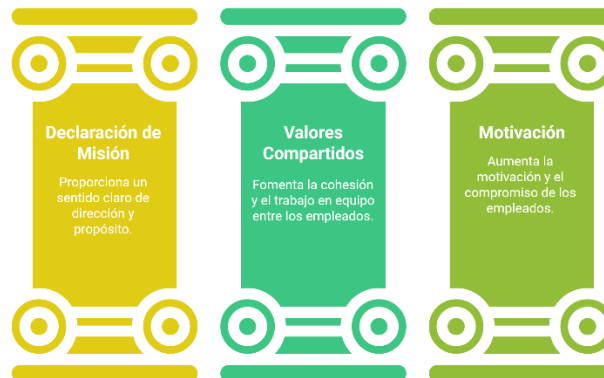 Declaración de
Misión
Proporciona un
sentido claro de
dirección y
propósito.
Valores
Compartidos
Fomenta la cohesión
y el trabajo en equipo
entre los empleados.
Motivación
Aumenta la
motivación y el
compromiso de los
empleados.